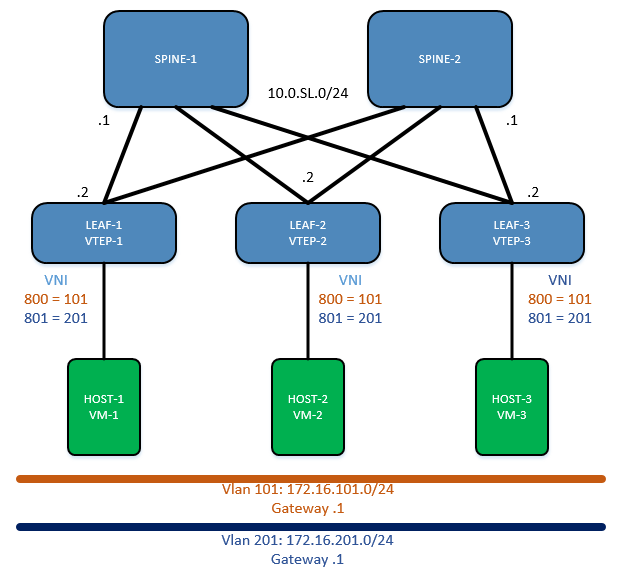 SPINE-1
SPINE-2
10.0.SL.0/24
.1
.1
.2
.2
.2
LEAF-1
VTEP-1
LEAF-2
VTEP-2
LEAF-3
VTEP-3
VNI
800 = 101
801 = 201
VNI
800 = 101
801 = 201
VNI
800 = 101
801 = 201
HOST-1
VM-1
HOST-2
VM-2
HOST-3
VM-3
Vlan 101: 172.16.101.0/24
Gateway .1
Vlan 201: 172.16.201.0/24
Gateway .1